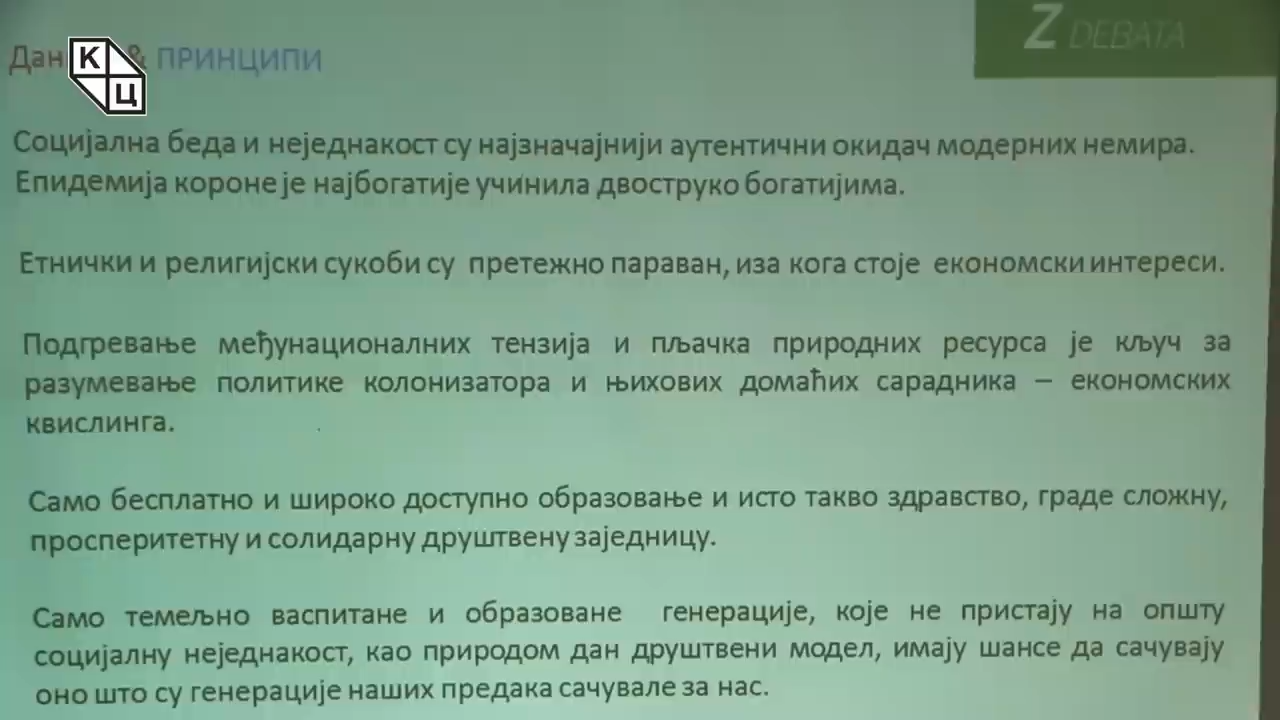 Z DEBATA
& ПРИНЦИПИ
К
Ц
Социјална беда и неједнакост су најзначајнији аутентични окидач модерних немира.
Епидемија короне је најбогатије учинила двоструко богатијима.
Етнички и религијски сукоби су претежно параван, иза кога стоје економски интереси.
Подгревање међунационалних тензија и пљачка природних ресурса је кључ за
разумевање политике колонизатора и њихових домаћих сарадника – економских
квислинга.
Само бесплатно и широко доступно образовање и исто такво здравство, граде сложну,
просперитетну и солидарну друштвену заједницу.
Само темељно васпитане и образоване генерације, које не пристају на општу
социјалну неједнакост, као природом дан друштвени модел, имају шансе да сачувају
оно што су генерације наших предака сачувале за нас.